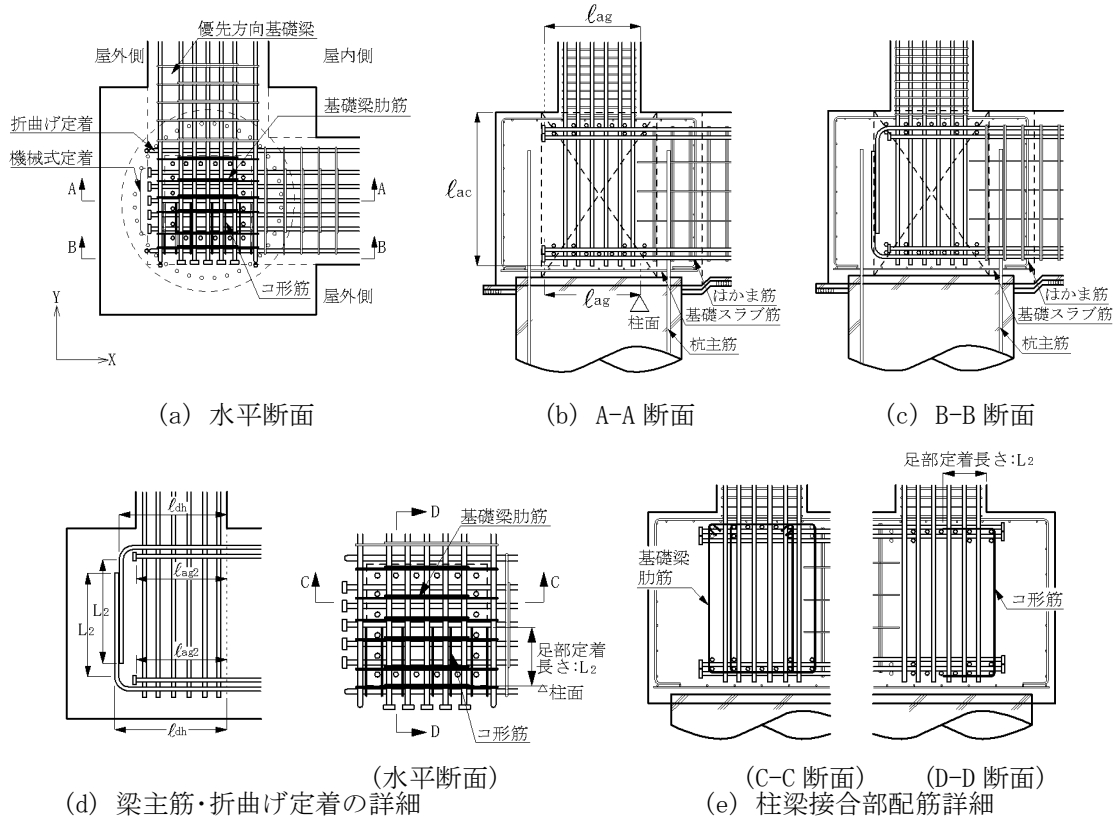 優先方向基礎梁
屋外側
屋内側
折曲げ定着
機械式定着
基礎梁肋筋
A
A
B
B
コ形筋
屋外側
Y
X
(a) 水平断面
ℓag
ℓac
ℓag
柱面
はかま筋
基礎スラブ筋
杭主筋
(b) A-A 断面
はかま筋
基礎スラブ筋
杭主筋
(c) B-B 断面
ℓdh
ℓag2
L2
L2
ℓag2
ℓdh
D
基礎梁肋筋
C
C
足部定着
長さ:L2
柱面
コ形筋
D
(水平断面)
(d) 梁主筋・折曲げ定着の詳細
足部定着長さ:L2
基礎梁
肋筋
コ形筋
(C-C 断面)
(D-D 断面)
(e) 柱梁接合部配筋詳細